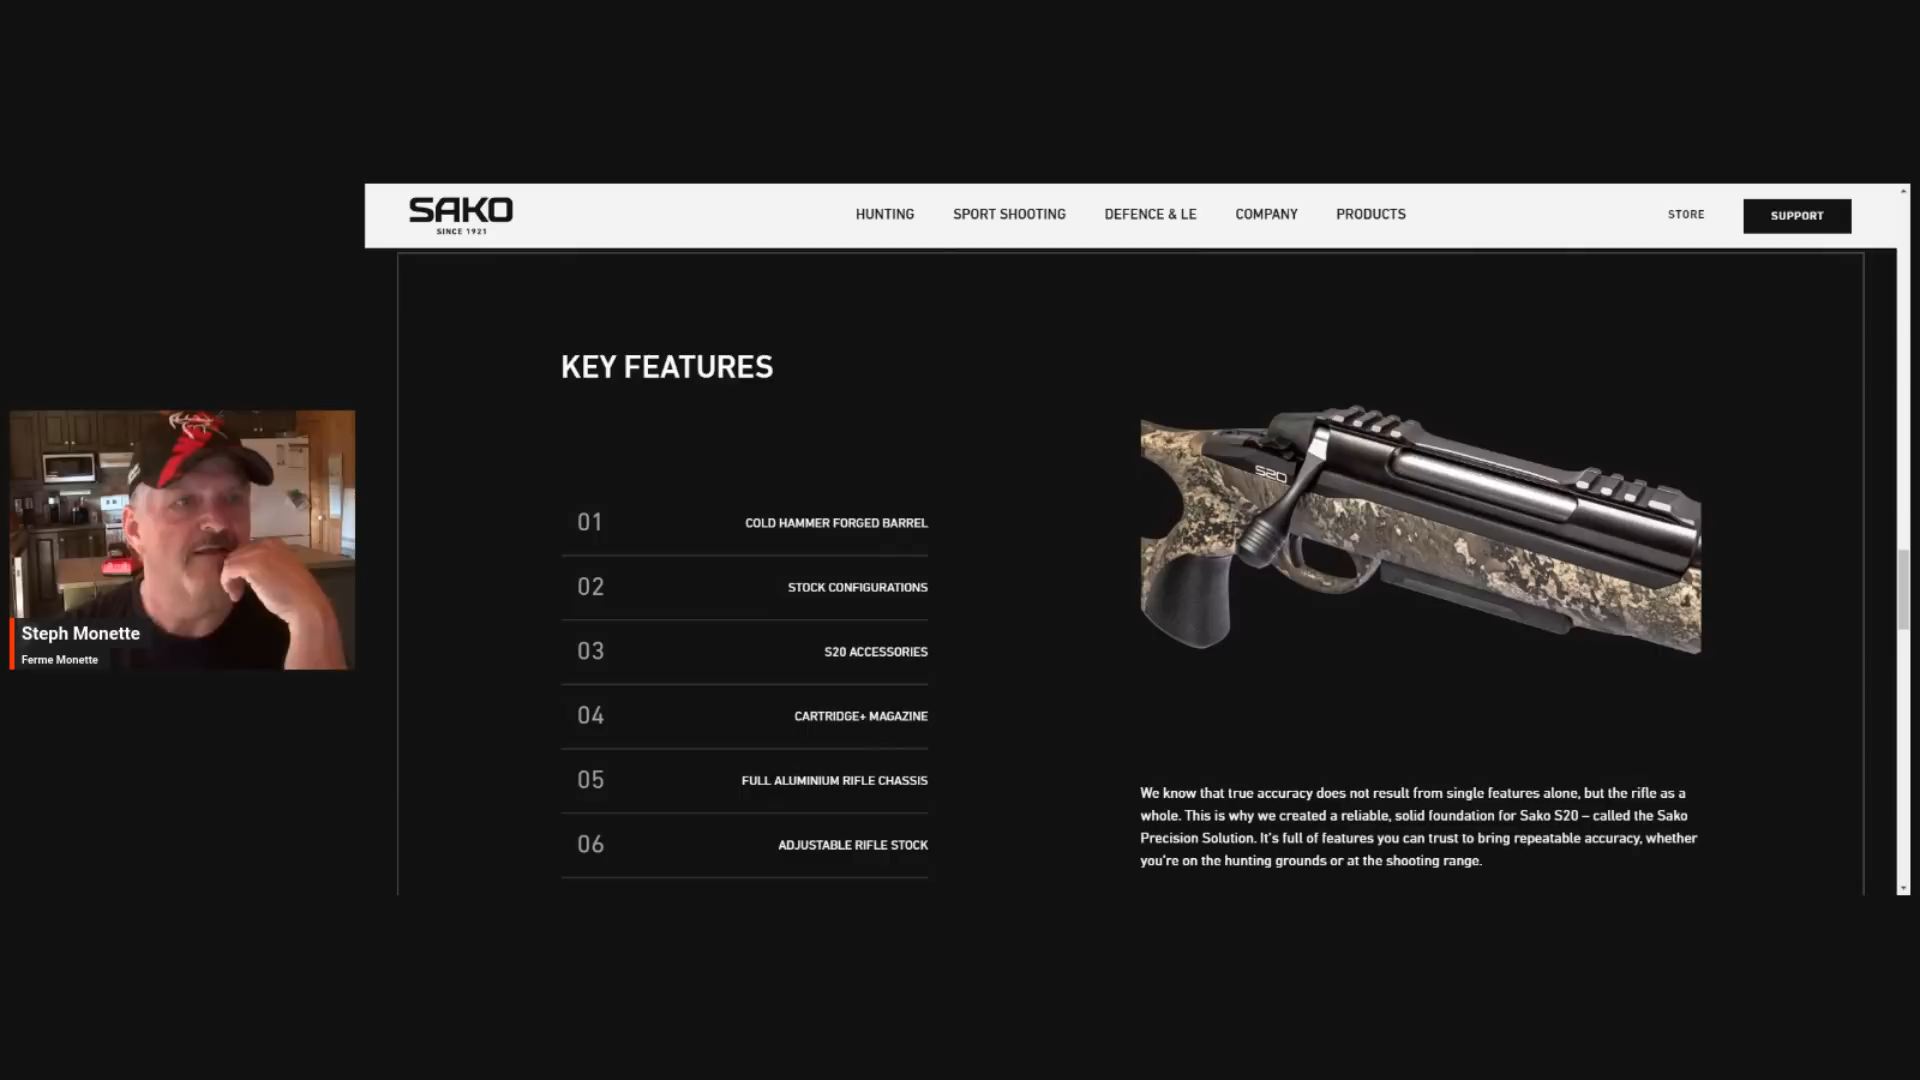 SAKO
SINCE 1921
HUNTING
SPORT SHOOTING
DEFENCE & LE
COMPANY
PRODUCTS
STORE
SUPPORT
KEY FEATURES
01
COLD HAMMER FORGED BARREL
02
STOCK CONFIGURATIONS
03
S20 ACCESSORIES
04
CARTRIDGE+ MAGAZINE
05
FULL ALUMINIUM RIFLE CHASSIS
06
ADJUSTABLE RIFLE STOCK
S20
We know that true accuracy does not result from single features alone, but the rifle as a
whole. This is why we created a reliable, solid foundation for Sako S20 – called the Sako
Precision Solution. It's full of features you can trust to bring repeatable accuracy, whether
you're on the hunting grounds or at the shooting range.
Steph Monette
Ferme Monette